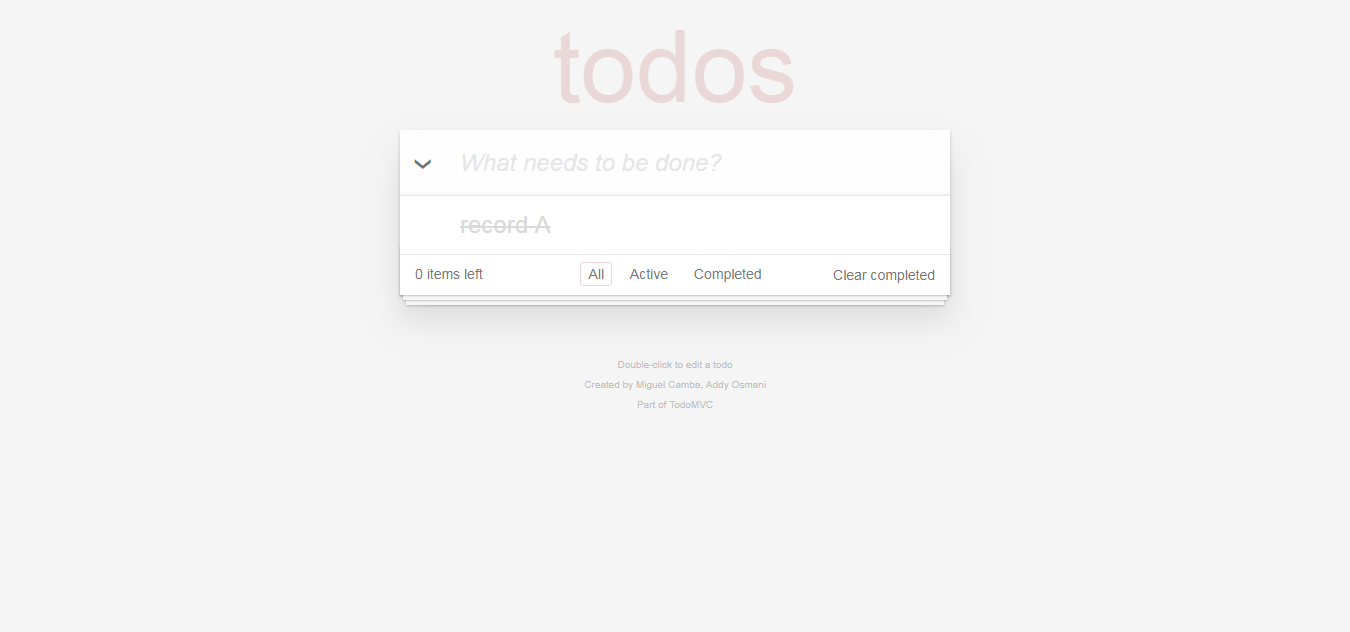 todos
What needs to be done?
record A
0 items left All Active Completed Clear completed
Double-click to edit a todo
Created by Miguel Camba, Addy Osmani
Part of TodoMVC